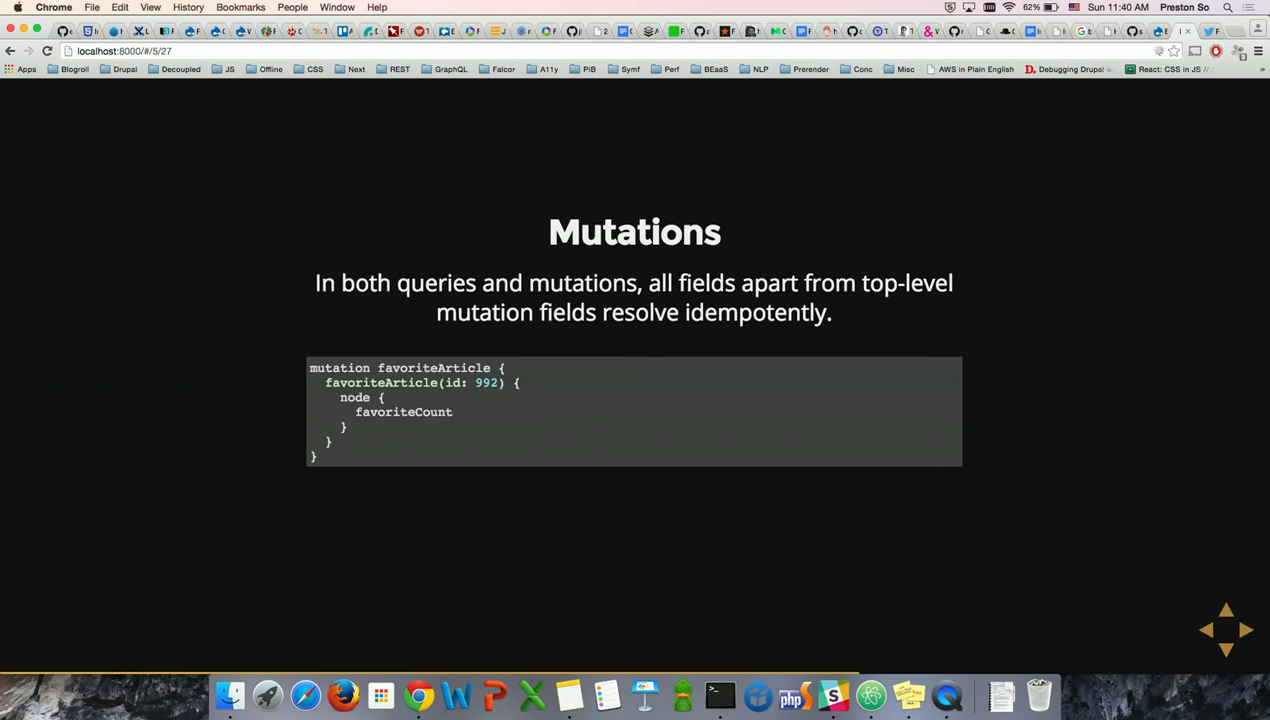 Chrome File Edit View History Bookmarks People Window Help 62% Sun 11:40 AM Preston So
localhost:8000/#/5/27
Apps Blogroll Drupal Decoupled JS Offline CSS Next REST GraphQL Falcor A11y PIB Symf Perf BEaaS NLP Prerender Conc Misc AWS in Plain English Debugging Drupal React: CSS in JS //
Mutations
In both queries and mutations, all fields apart from top-level
mutation fields resolve idempotently.
mutation favoriteArticle {
favoriteArticle(id: 992) {
node {
favoriteCount
}
}
}
php